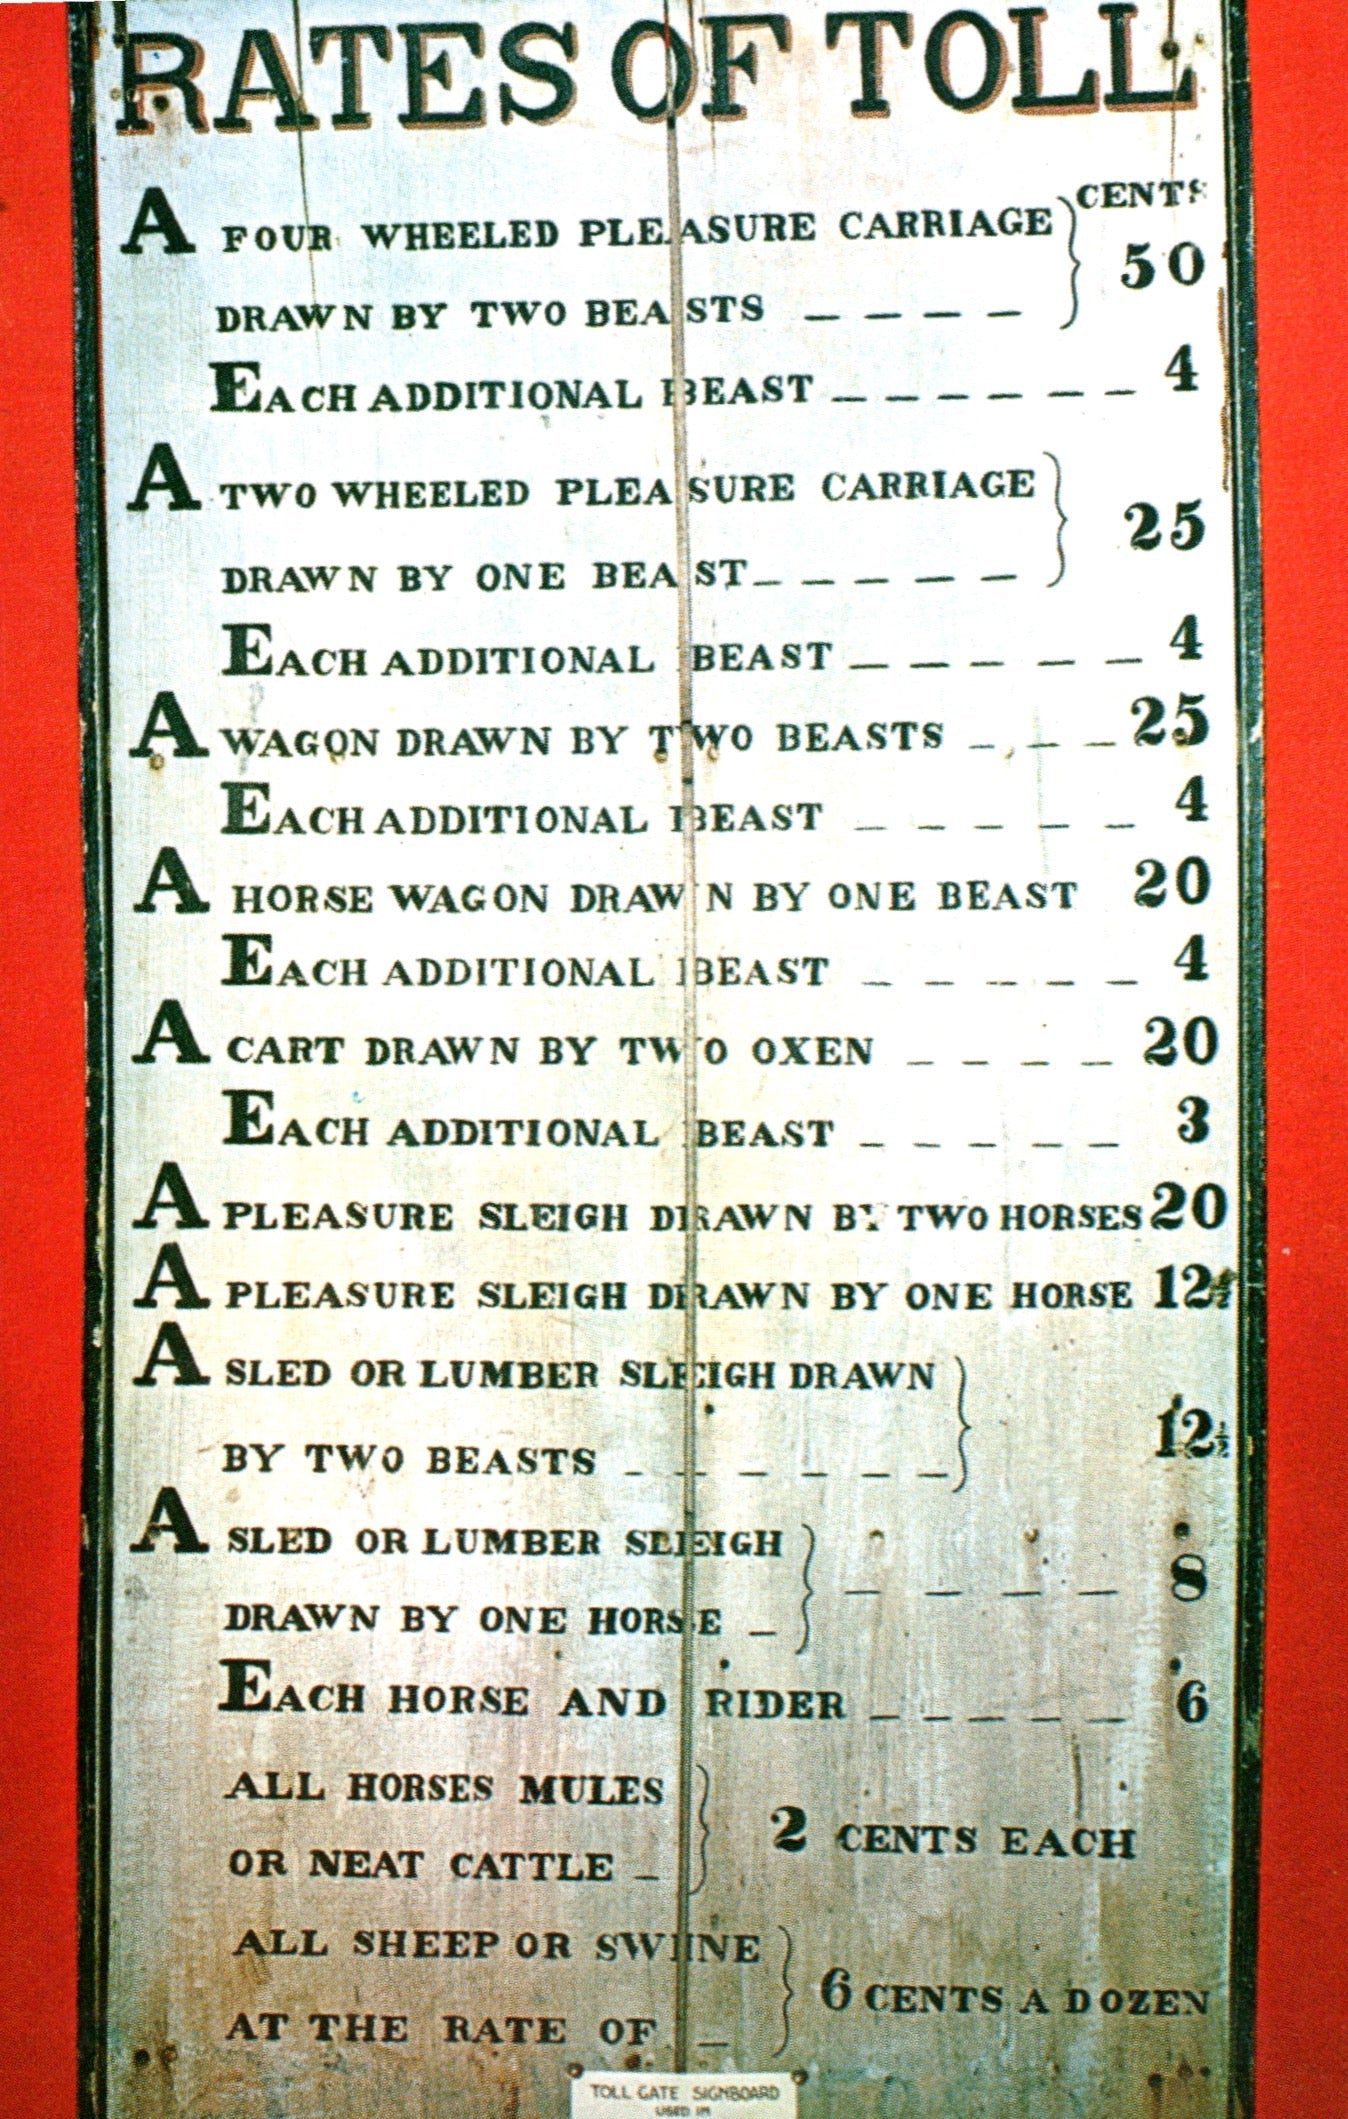 RATES OF TOLL
CENTS
A FOUR WHEELED PLEASURE CARRIAGE
DRAWN BY TWO BEASTS _ _ _ _ 50
EACH ADDITIONAL BEAST _ _ _ _ _ _ 4
A TWO WHEELED PLEASURE CARRIAGE
DRAWN BY ONE BEAST _ _ _ _ _ 25
EACH ADDITIONAL BEAST _ _ _ _ _ 4
A WAGON DRAWN BY TWO BEASTS _ _ _ _ 25
EACH ADDITIONAL BEAST _ _ _ _ _ 4
A HORSE WAGON DRAWN BY ONE BEAST 20
EACH ADDITIONAL BEAST _ _ _ _ _ 4
A CART DRAWN BY TWO OXEN _ _ _ _ 20
EACH ADDITIONAL BEAST _ _ _ _ _ 3
A PLEASURE SLEIGH DRAWN BY TWO HORSES 20
A PLEASURE SLEIGH DRAWN BY ONE HORSE 12½
A SLED OR LUMBER SLEIGH DRAWN
BY TWO BEASTS _ _ _ _ _ _ 12½
A SLED OR LUMBER SLEIGH
DRAWN BY ONE HORSE _ _ _ _ _ 8
EACH HORSE AND RIDER _ _ _ _ _ 6
ALL HORSES MULES
OR NEAT CATTLE _ 2 CENTS EACH
ALL SHEEP OR SWINE
AT THE RATE OF _ 6 CENTS A DOZEN
TOLL GATE SIGNBOARD
USED IN